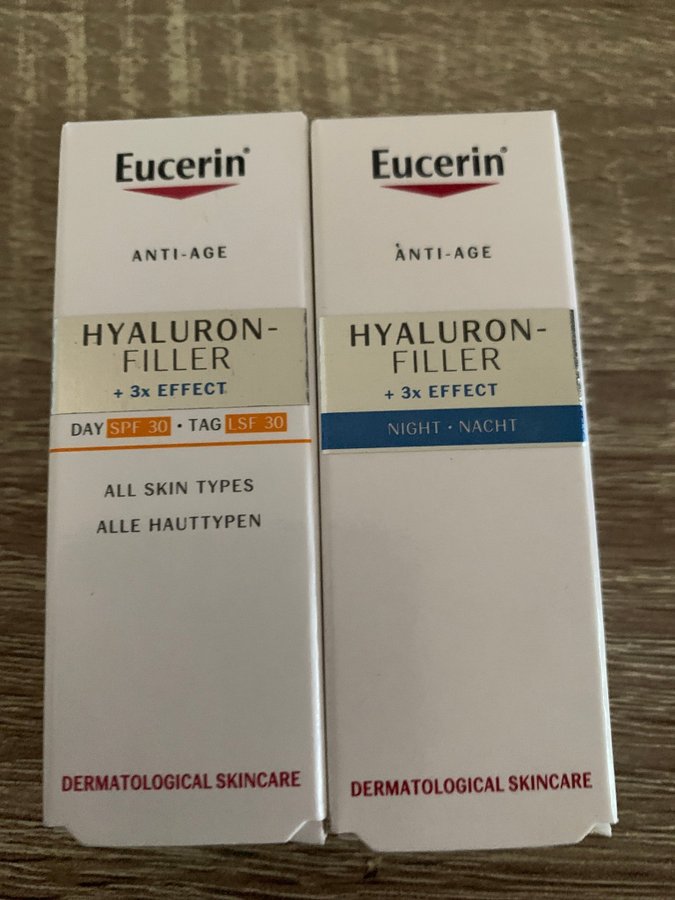 Eucerin®
ANTI-AGE
HYALURON-
FILLER
+ 3x EFFECT
DAY SPF 30 • TAG LSF 30
ALL SKIN TYPES
ALLE HAUTTYPEN
DERMATOLOGICAL SKINCARE
Eucerin®
ANTI-AGE
HYALURON-
FILLER
+ 3x EFFECT
NIGHT • NACHT
DERMATOLOGICAL SKINCARE